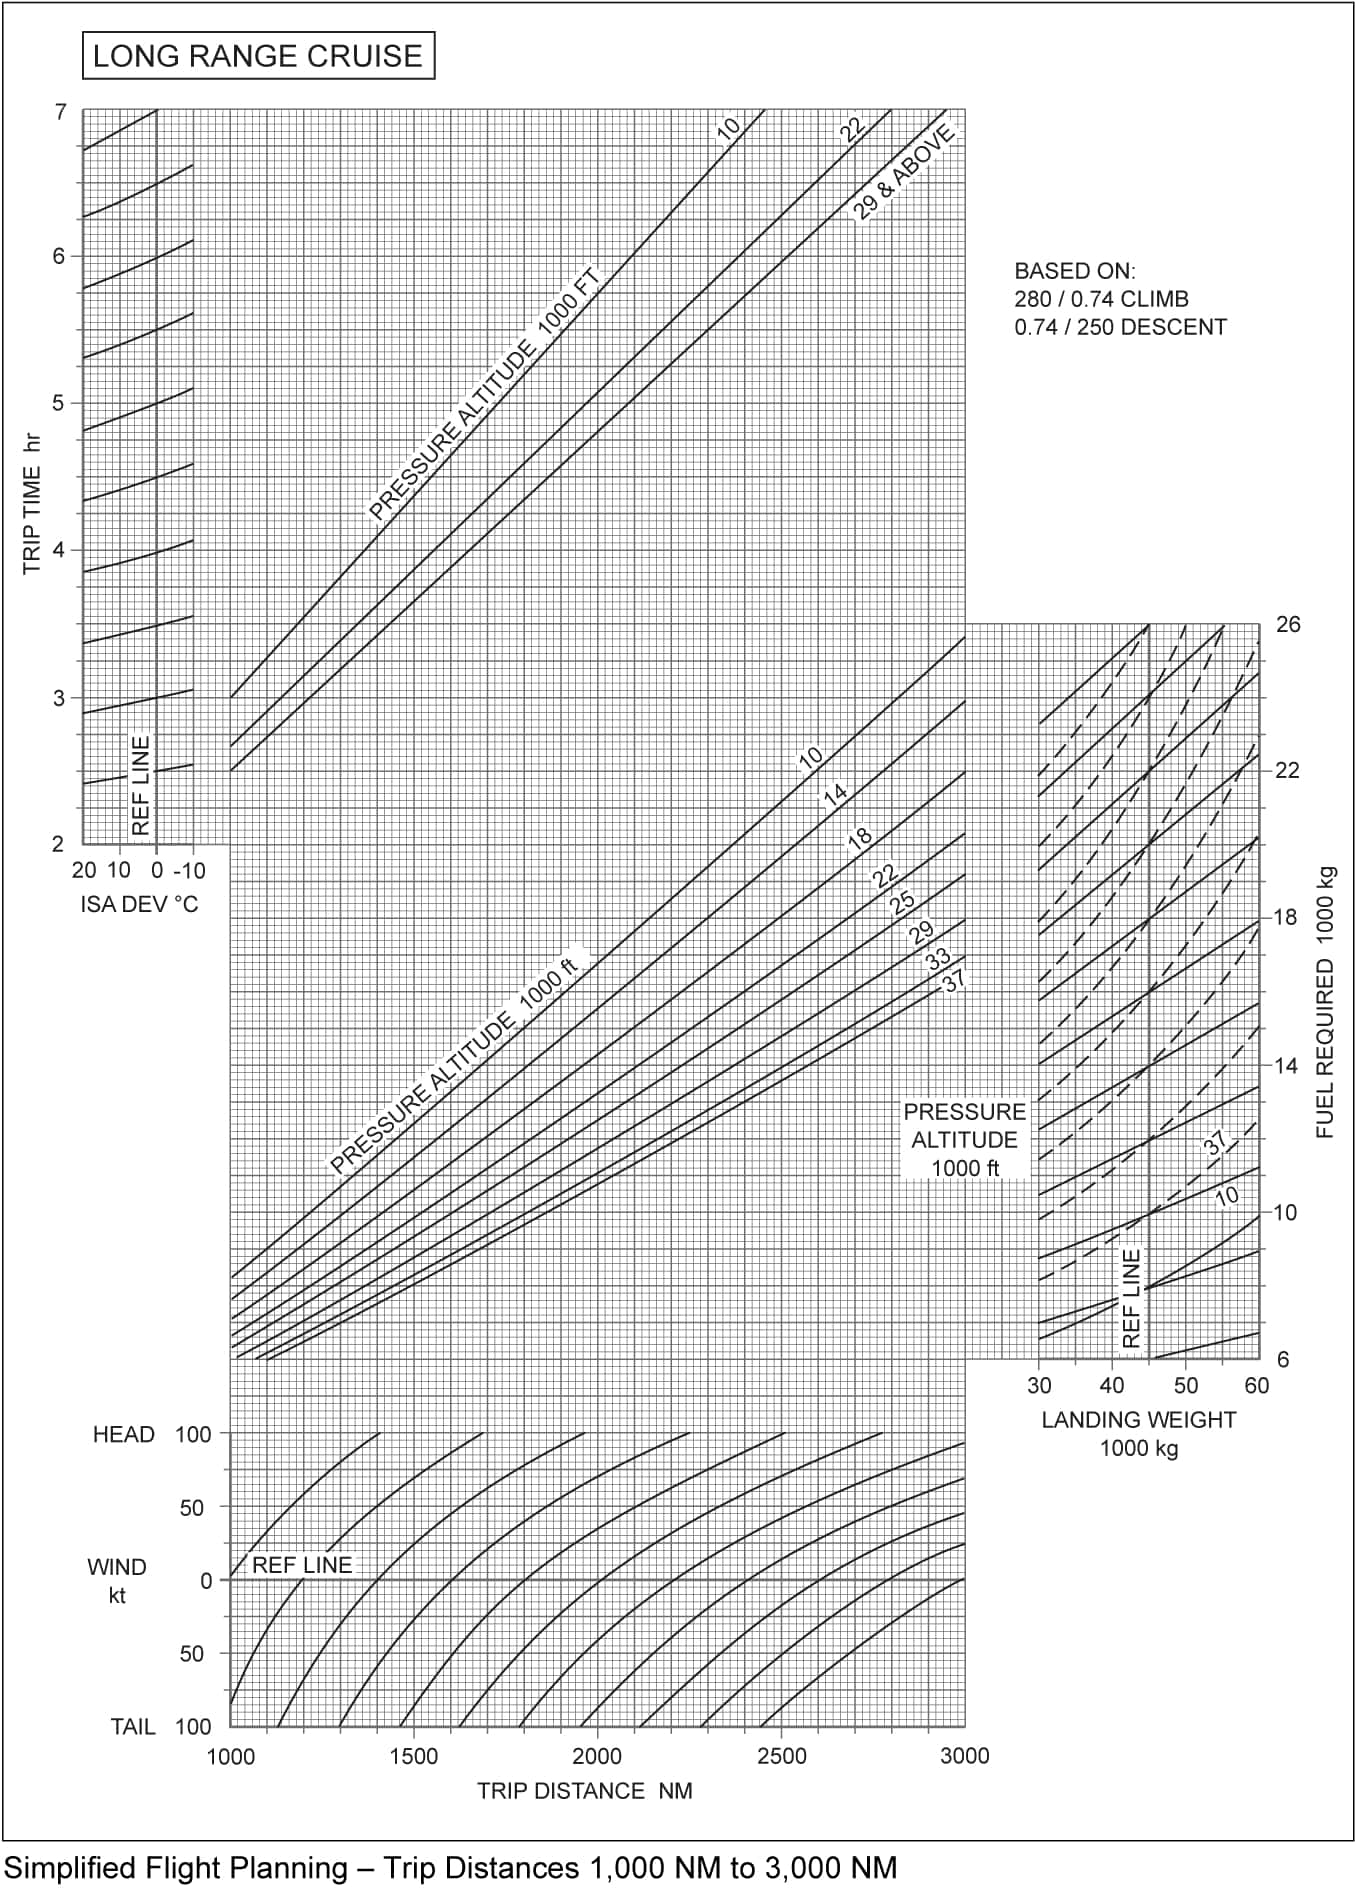 LONG RANGE CRUISE
7
6
5
4
3
2
TRIP TIME hr
20 10 0 -10
ISA DEV °C
REF LINE
10
22
29 & ABOVE
PRESSURE ALTITUDE 1000 FT
BASED ON:
280 / 0.74 CLIMB
0.74 / 250 DESCENT
10
14
18
22
25
29
33
37
PRESSURE ALTITUDE 1000 ft
PRESSURE
ALTITUDE
1000 ft
37
10
REF LINE
26
22
18
14
10
6
FUEL REQUIRED 1000 kg
30 40 50 60
LANDING WEIGHT
1000 kg
HEAD 100
50
WIND
kt
0
50
TAIL 100
REF LINE
1000 1500 2000 2500 3000
TRIP DISTANCE NM
Simplified Flight Planning – Trip Distances 1,000 NM to 3,000 NM